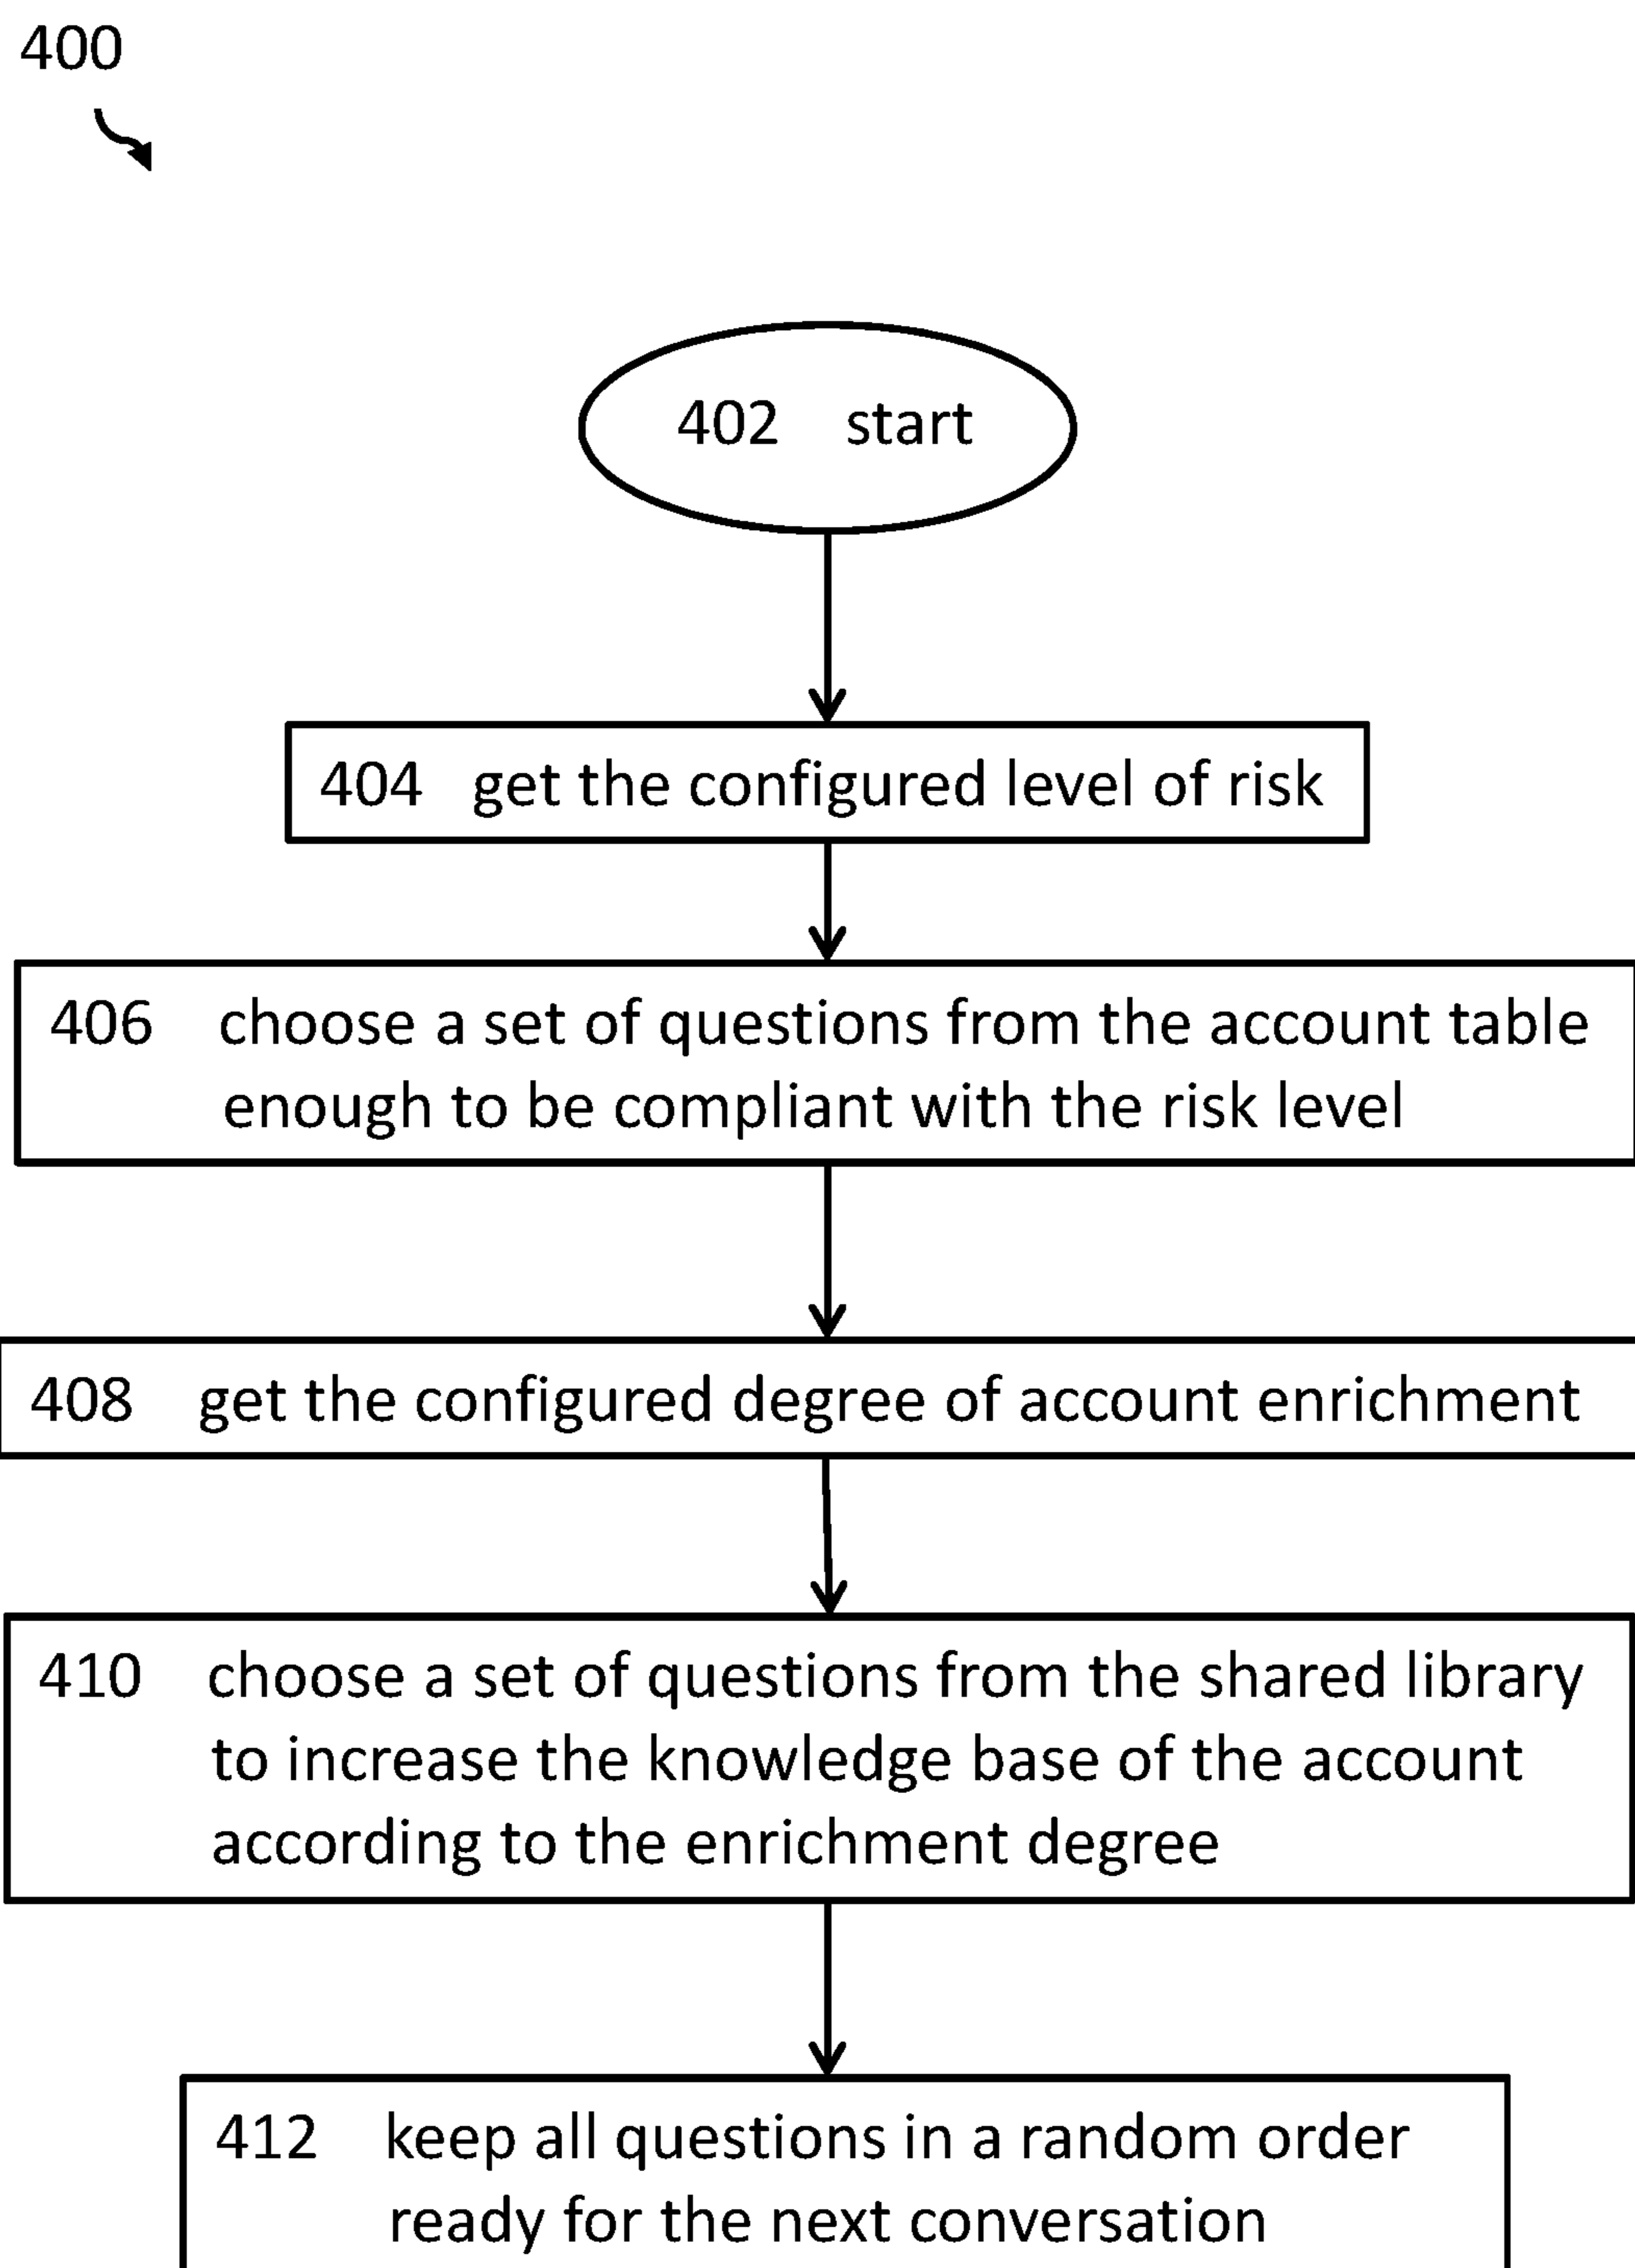 400
402 start
404 get the configured level of risk
406 choose a set of questions from the account table
enough to be compliant with the risk level
408 get the configured degree of account enrichment
410 choose a set of questions from the shared library
to increase the knowledge base of the account
according to the enrichment degree
412 keep all questions in a random order
ready for the next conversation